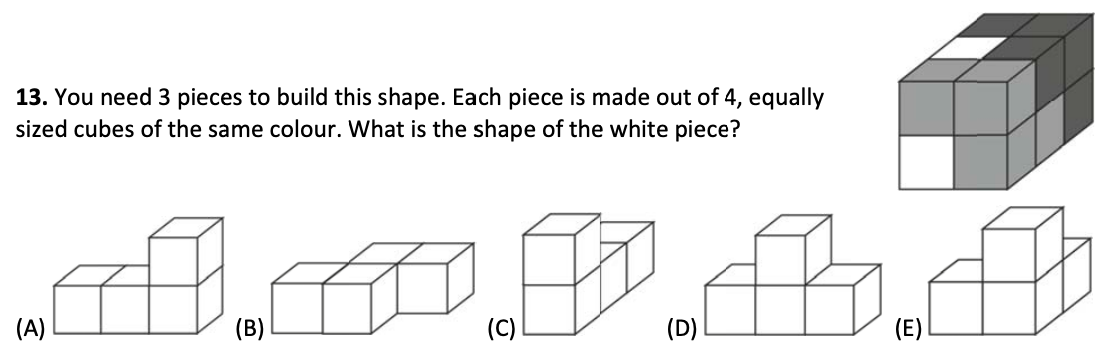 13. You need 3 pieces to build this shape. Each piece is made out of 4, equally
sized cubes of the same colour. What is the shape of the white piece?
(A) (B) (C) (D) (E)